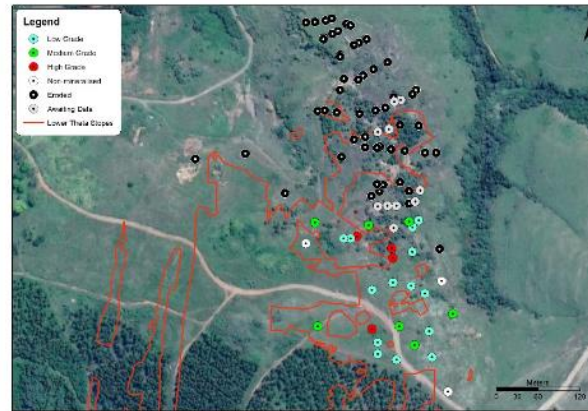 Legend
Low Grade
Medium Grade
High Grade
Non-mineralised
Eroded
Awaiting Data
Lower Theta Stopes
Meters
0 30 60 120